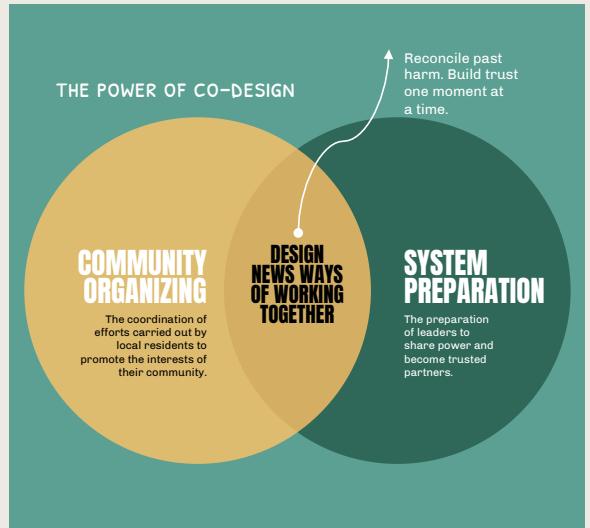 THE POWER OF CO-DESIGN
Reconcile past
harm. Build trust
one moment at
a time.
COMMUNITY
ORGANIZING
The coordination of
efforts carried out by
local residents to
promote the interests of
their community.
DESIGN
NEWS WAYS
OF WORKING
TOGETHER
SYSTEM
PREPARATION
The preparation
of leaders to
share power and
become trusted
partners.